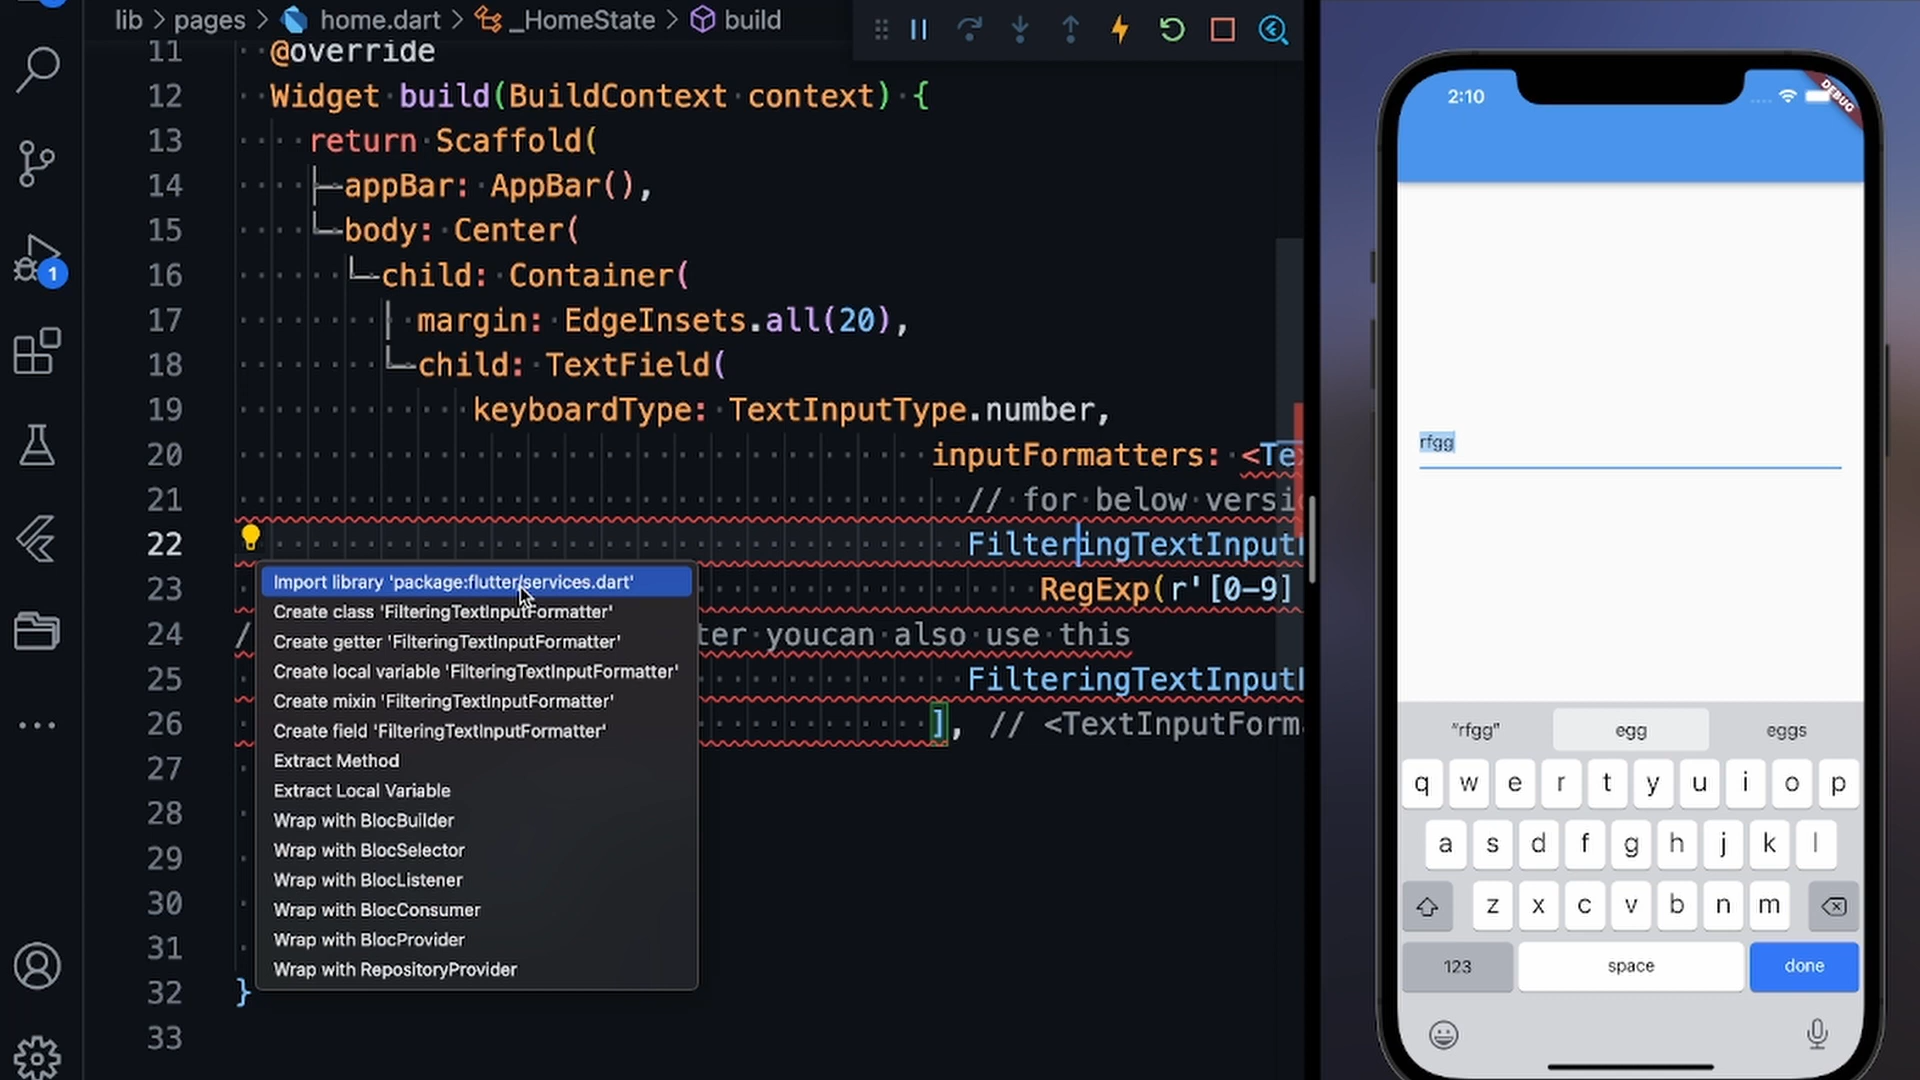 lib > pages > home.dart > _HomeState > build
11 @override
12 Widget build(BuildContext context) {
13 return Scaffold(
14 appBar: AppBar(),
15 body: Center(
16 child: Container(
17 margin: EdgeInsets.all(20),
18 child: TextField(
19 keyboardType: TextInputType.number,
20 inputFormatters: <Te
21 // for below versi
22 FilteringTextInput
23 RegExp(r'[0-9]
24 / ter youcan also use this
25 FilteringTextInput
26 ], // <TextInputForm
27
28
29
30
31
32 }
33
1
Import library 'package:flutter/services.dart'
Create class 'FilteringTextInputFormatter'
Create getter 'FilteringTextInputFormatter'
Create local variable 'FilteringTextInputFormatter'
Create mixin 'FilteringTextInputFormatter'
Create field 'FilteringTextInputFormatter'
Extract Method
Extract Local Variable
Wrap with BlocBuilder
Wrap with BlocSelector
Wrap with BlocListener
Wrap with BlocConsumer
Wrap with BlocProvider
Wrap with RepositoryProvider
2:10
DEBUG
rfgg
“rfgg” egg eggs
q w e r t y u i o p
a s d f g h j k l
z x c v b n m
123 space done